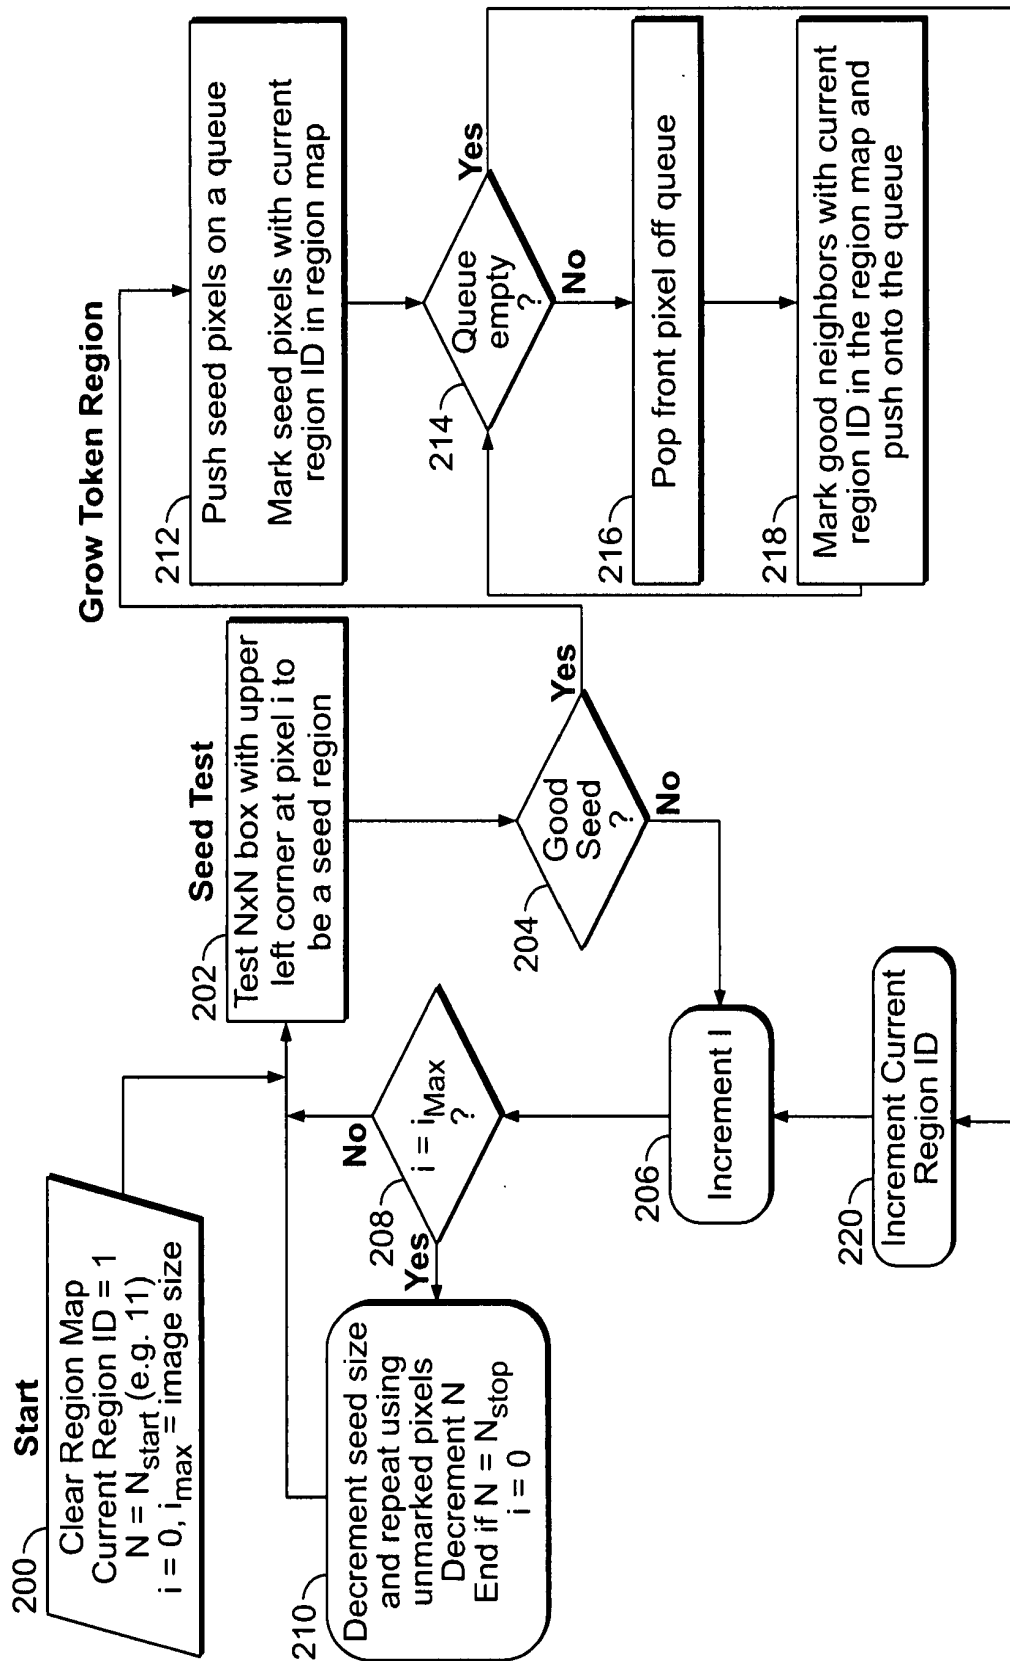 Start
200
Clear Region Map
Current Region ID = 1
N = Nstart (e.g. 11)
i = 0, imax = image size
Seed Test
202
Test NxN box with upper
left corner at pixel i to
be a seed region
204
Good
Seed
?
Yes
No
206
Increment I
208
i = iMax
?
No
Yes
210
Decrement seed size
and repeat using
unmarked pixels
Decrement N
End if N = Nstop
i = 0
Grow Token Region
212
Push seed pixels on a queue
Mark seed pixels with current
region ID in region map
214
Queue
empty
?
Yes
No
216
Pop front pixel off queue
218
Mark good neighbors with current
region ID in the region map and
push onto the queue
220
Increment Current
Region ID